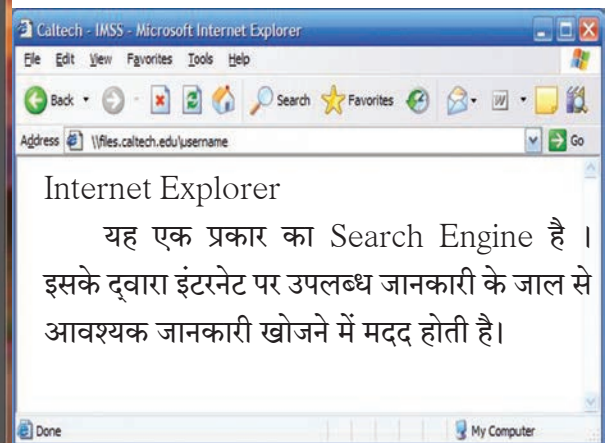 Caltech - IMSS - Microsoft Internet Explorer
File Edit View Favorites Tools Help
Back Search Favorites
Address \\files.caltech.edu\username Go
Internet Explorer
यह एक प्रकार का Search Engine है ।
इसके द्वारा इंटरनेट पर उपलब्ध जानकारी के जाल से
आवश्यक जानकारी खोजने में मदद होती है।
Done My Computer